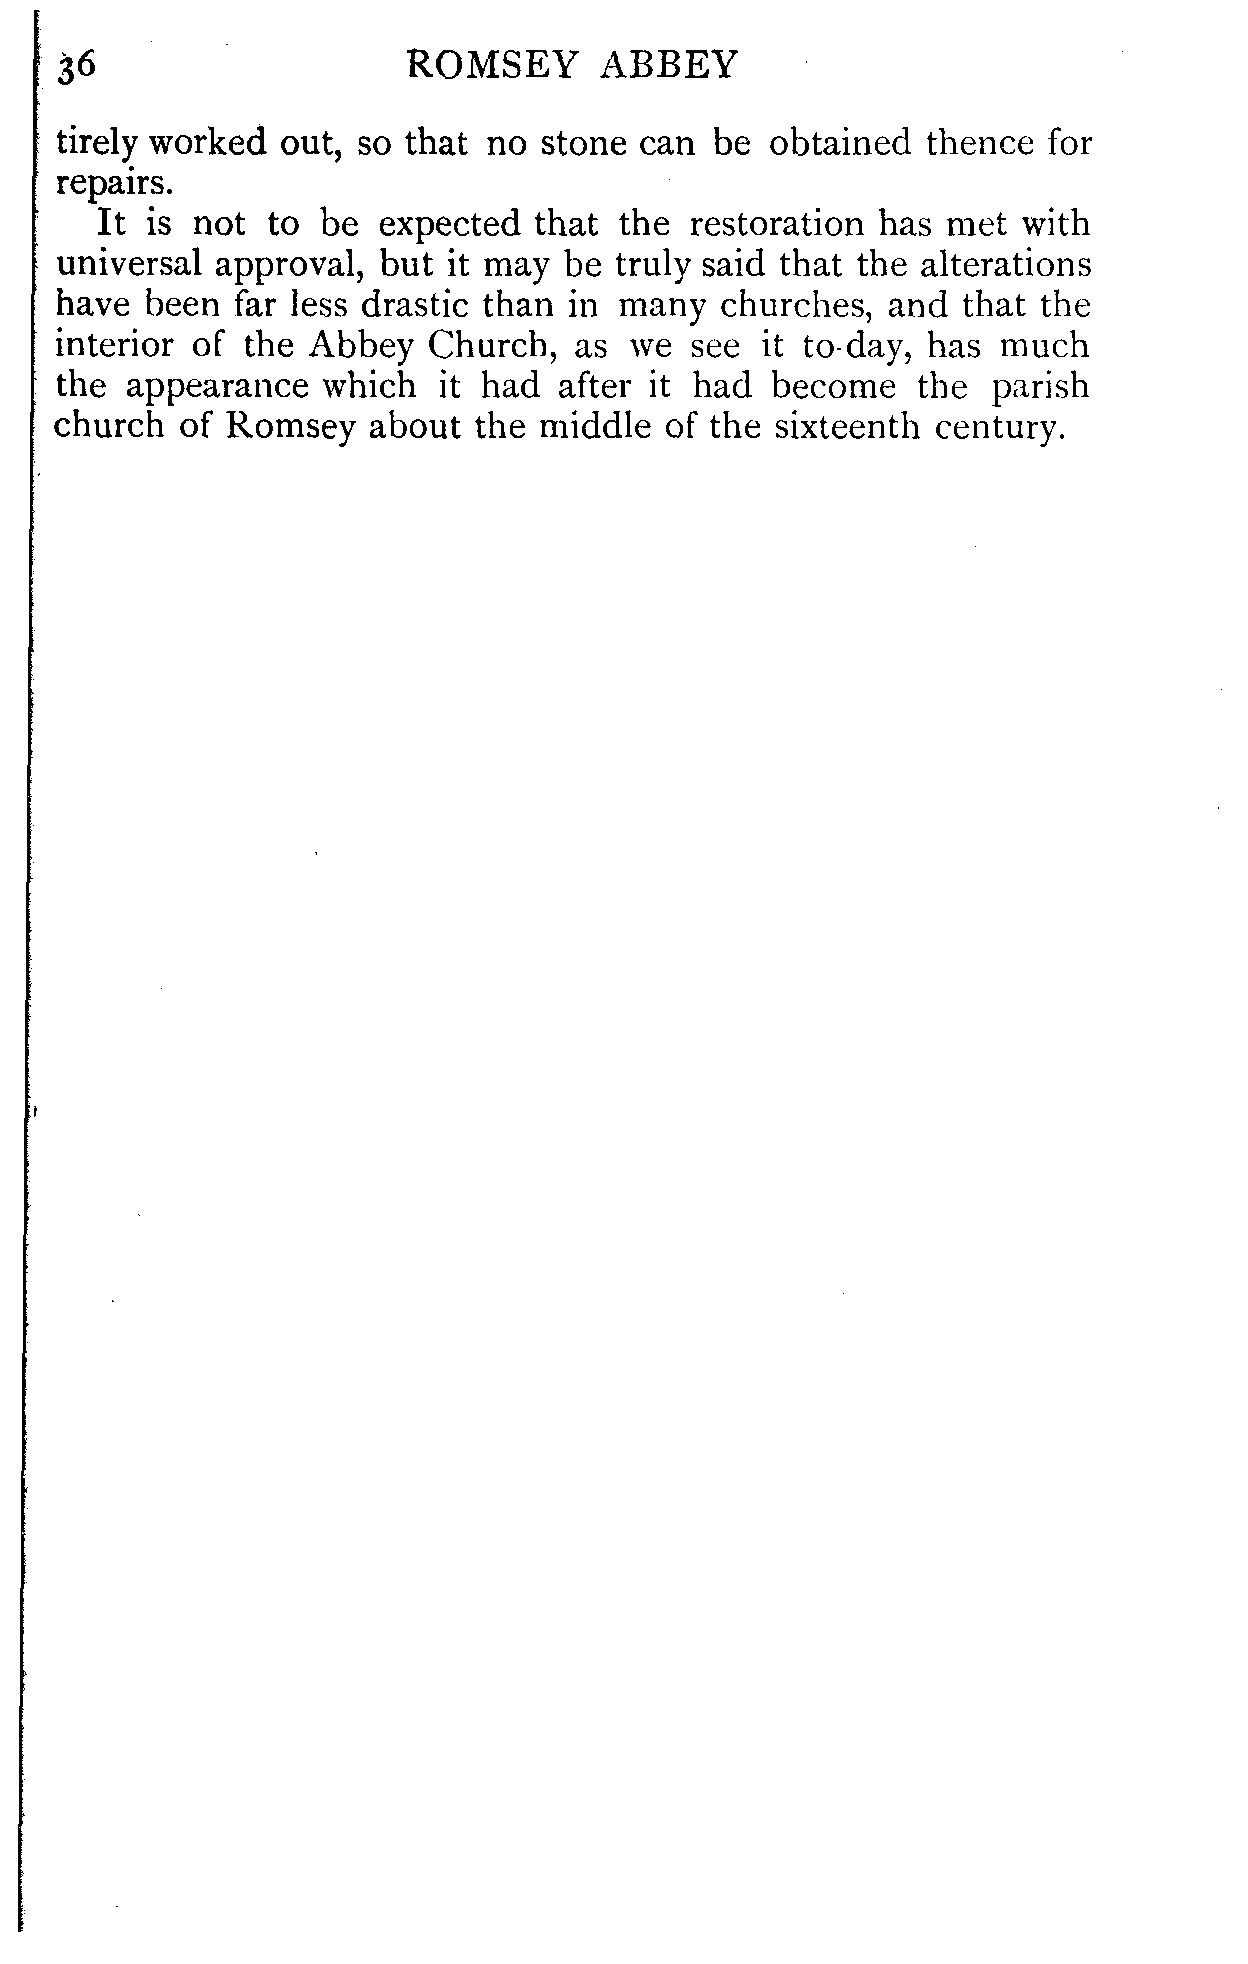 36 ROMSEY ABBEY
tirely worked out, so that no stone can be obtained thence for
repairs.
It is not to be expected that the restoration has met with
universal approval, but it may be truly said that the alterations
have been far less drastic than in many churches, and that the
interior of the Abbey Church, as we see it to-day, has much
the appearance which it had after it had become the parish
church of Romsey about the middle of the sixteenth century.